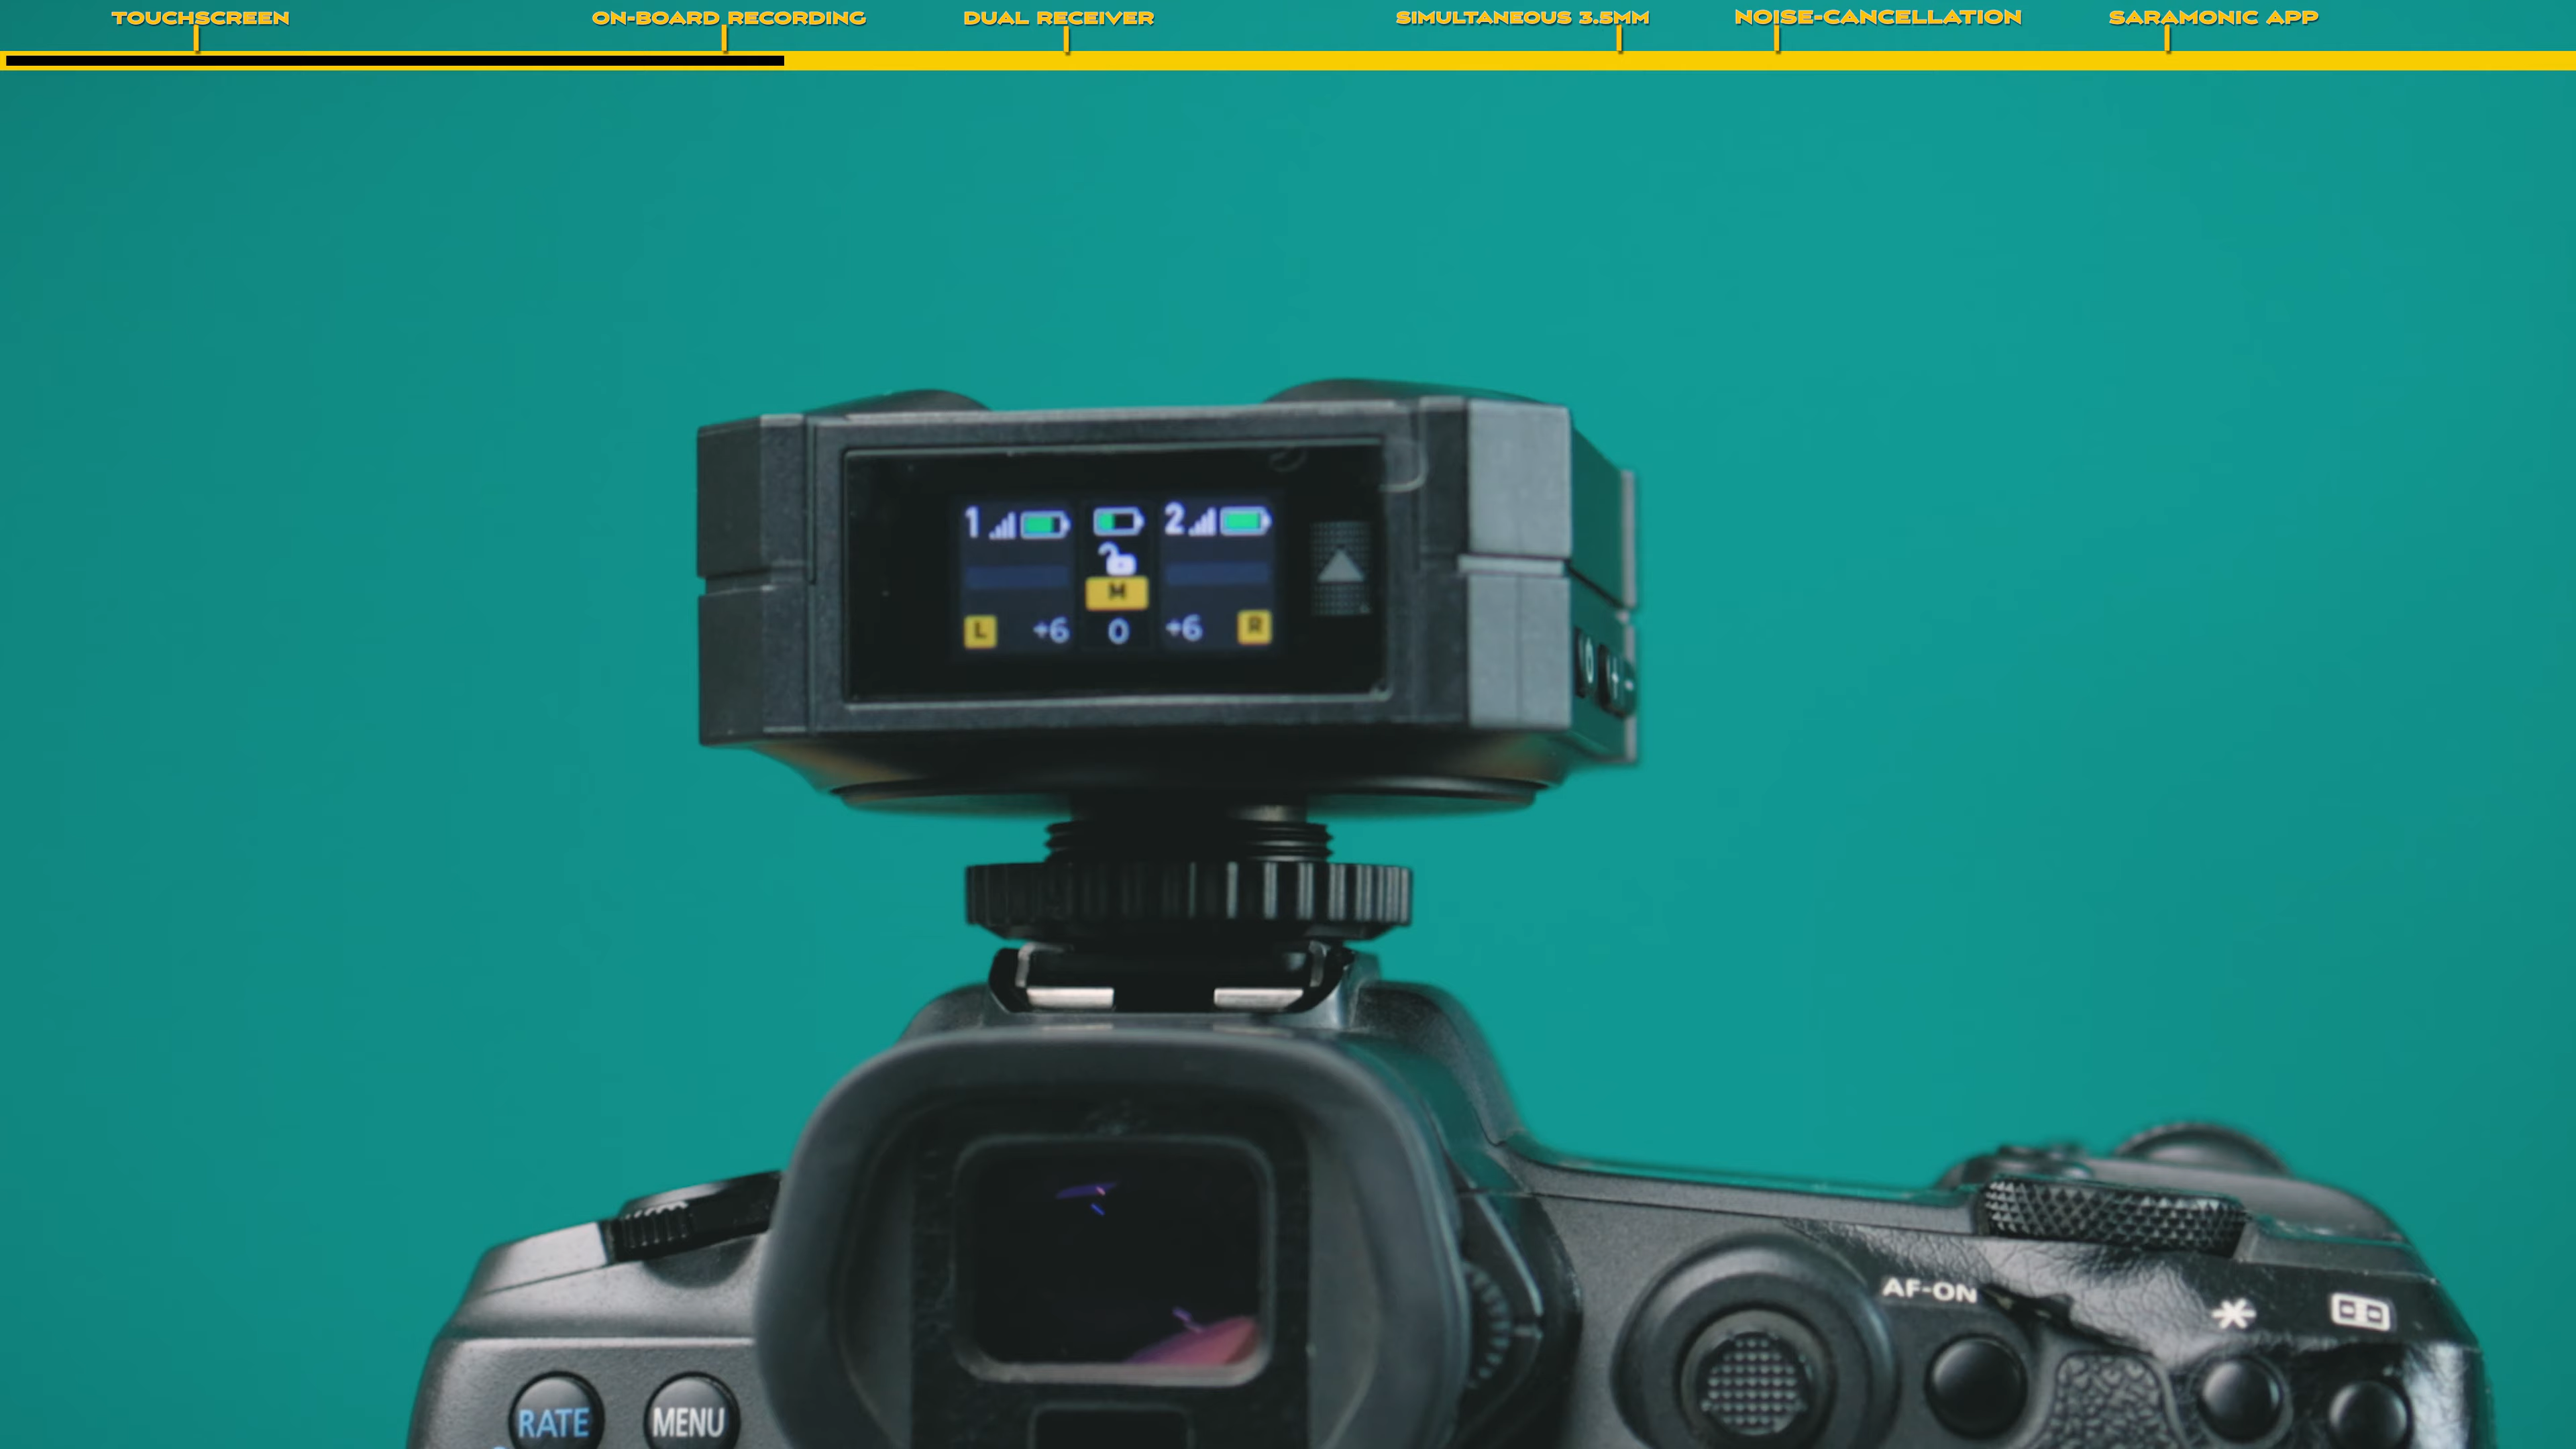 TOUCHSCREEN ON-BOARD RECORDING DUAL RECEIVER SIMULTANEOUS 3.5MM NOISE-CANCELLATION SARAMONIC APP
1 2
M
L +6 0 +6 R
+ -
AF-ON
RATE MENU